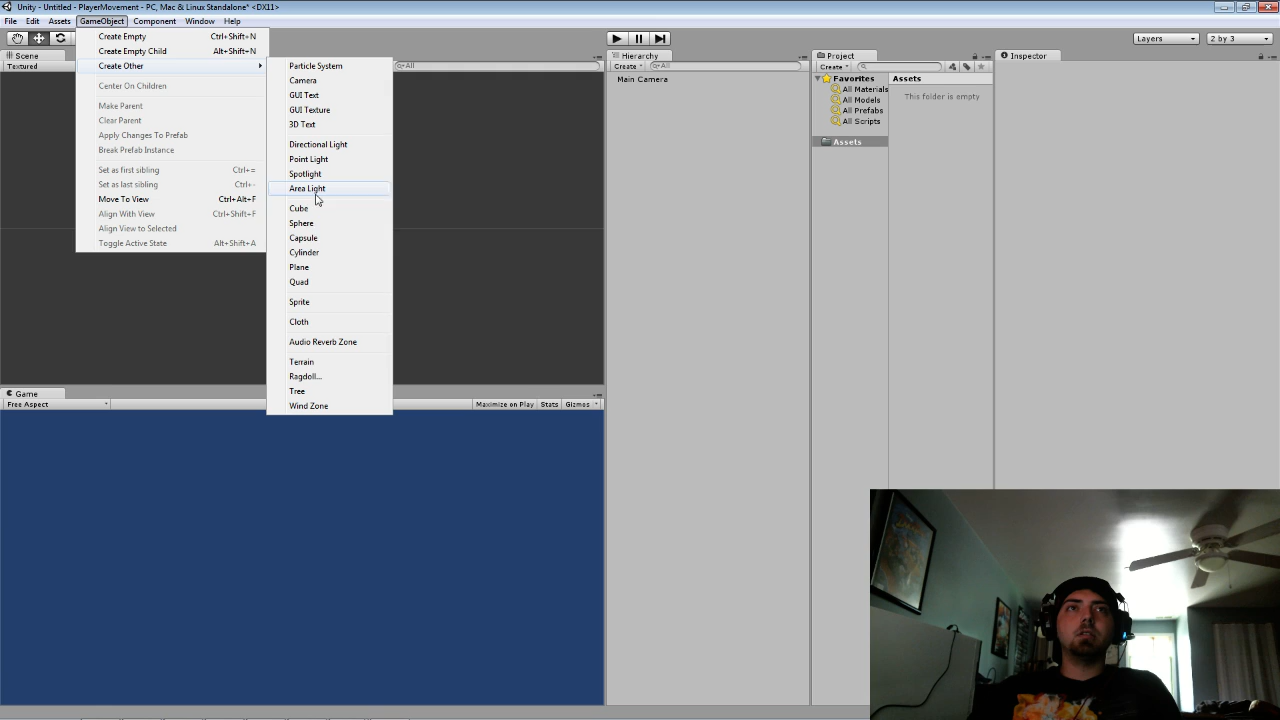 Unity - Untitled - PlayerMovement - PC, Mac & Linux Standalone* <DX11>
File Edit Assets GameObject Component Window Help
Layers 2 by 3
Scene
Textured
All
Create Empty Ctrl+Shift+N
Create Empty Child Alt+Shift+N
Create Other
Center On Children
Make Parent
Clear Parent
Apply Changes To Prefab
Break Prefab Instance
Set as first sibling Ctrl+=
Set as last sibling Ctrl+-
Move To View Ctrl+Alt+F
Align With View Ctrl+Shift+F
Align View to Selected
Toggle Active State Alt+Shift+A
Particle System
Camera
GUI Text
GUI Texture
3D Text
Directional Light
Point Light
Spotlight
Area Light
Cube
Sphere
Capsule
Cylinder
Plane
Quad
Sprite
Cloth
Audio Reverb Zone
Terrain
Ragdoll...
Tree
Wind Zone
Game
Free Aspect Maximize on Play Stats Gizmos
Hierarchy
Create All
Main Camera
Project
Create
Favorites
All Materials
All Models
All Prefabs
All Scripts
Assets
Assets
This folder is empty
Inspector